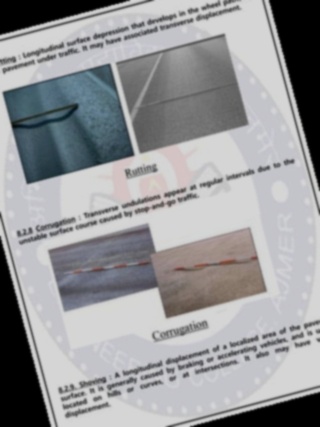 tting : Longitudinal surface depression that develops in the wheel
pavement under traffic. It may have associated transverse displacement.
Rutting
8.2.8 Corrugation : Transverse undulations appear at regular intervals due to the
unstable surface course caused by stop-and-go traffic.
Corrugation
8.2.9. Shoving : A longitudinal displacement of a localized area of the
surface. It is generally caused by braking or accelerating vehicles, and is
located on hills or curves, or at intersections. It also may have
displacement.
AJMER